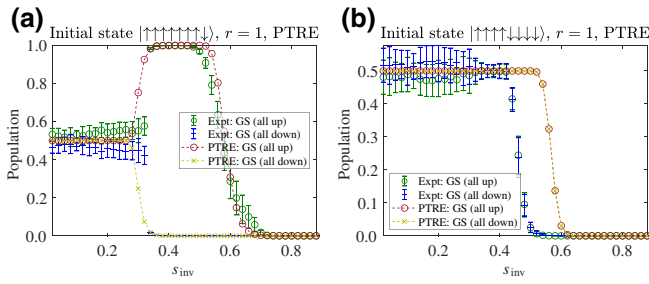 (a)
Initial state |↑↑↑↑↑↑↑↓⟩, r = 1, PTRE
1.0
0.8
0.6
0.4
0.2
0.0
Population
Expt: GS (all up)
Expt: GS (all down)
PTRE: GS (all up)
PTRE: GS (all down)
0.2 0.4 0.6 0.8
s_inv
(b)
Initial state |↑↑↑↑↓↓↓↓⟩, r = 1, PTRE
0.5
0.4
0.3
0.2
0.1
0.0
Population
Expt: GS (all up)
Expt: GS (all down)
PTRE: GS (all up)
PTRE: GS (all down)
0.2 0.4 0.6 0.8
s_inv